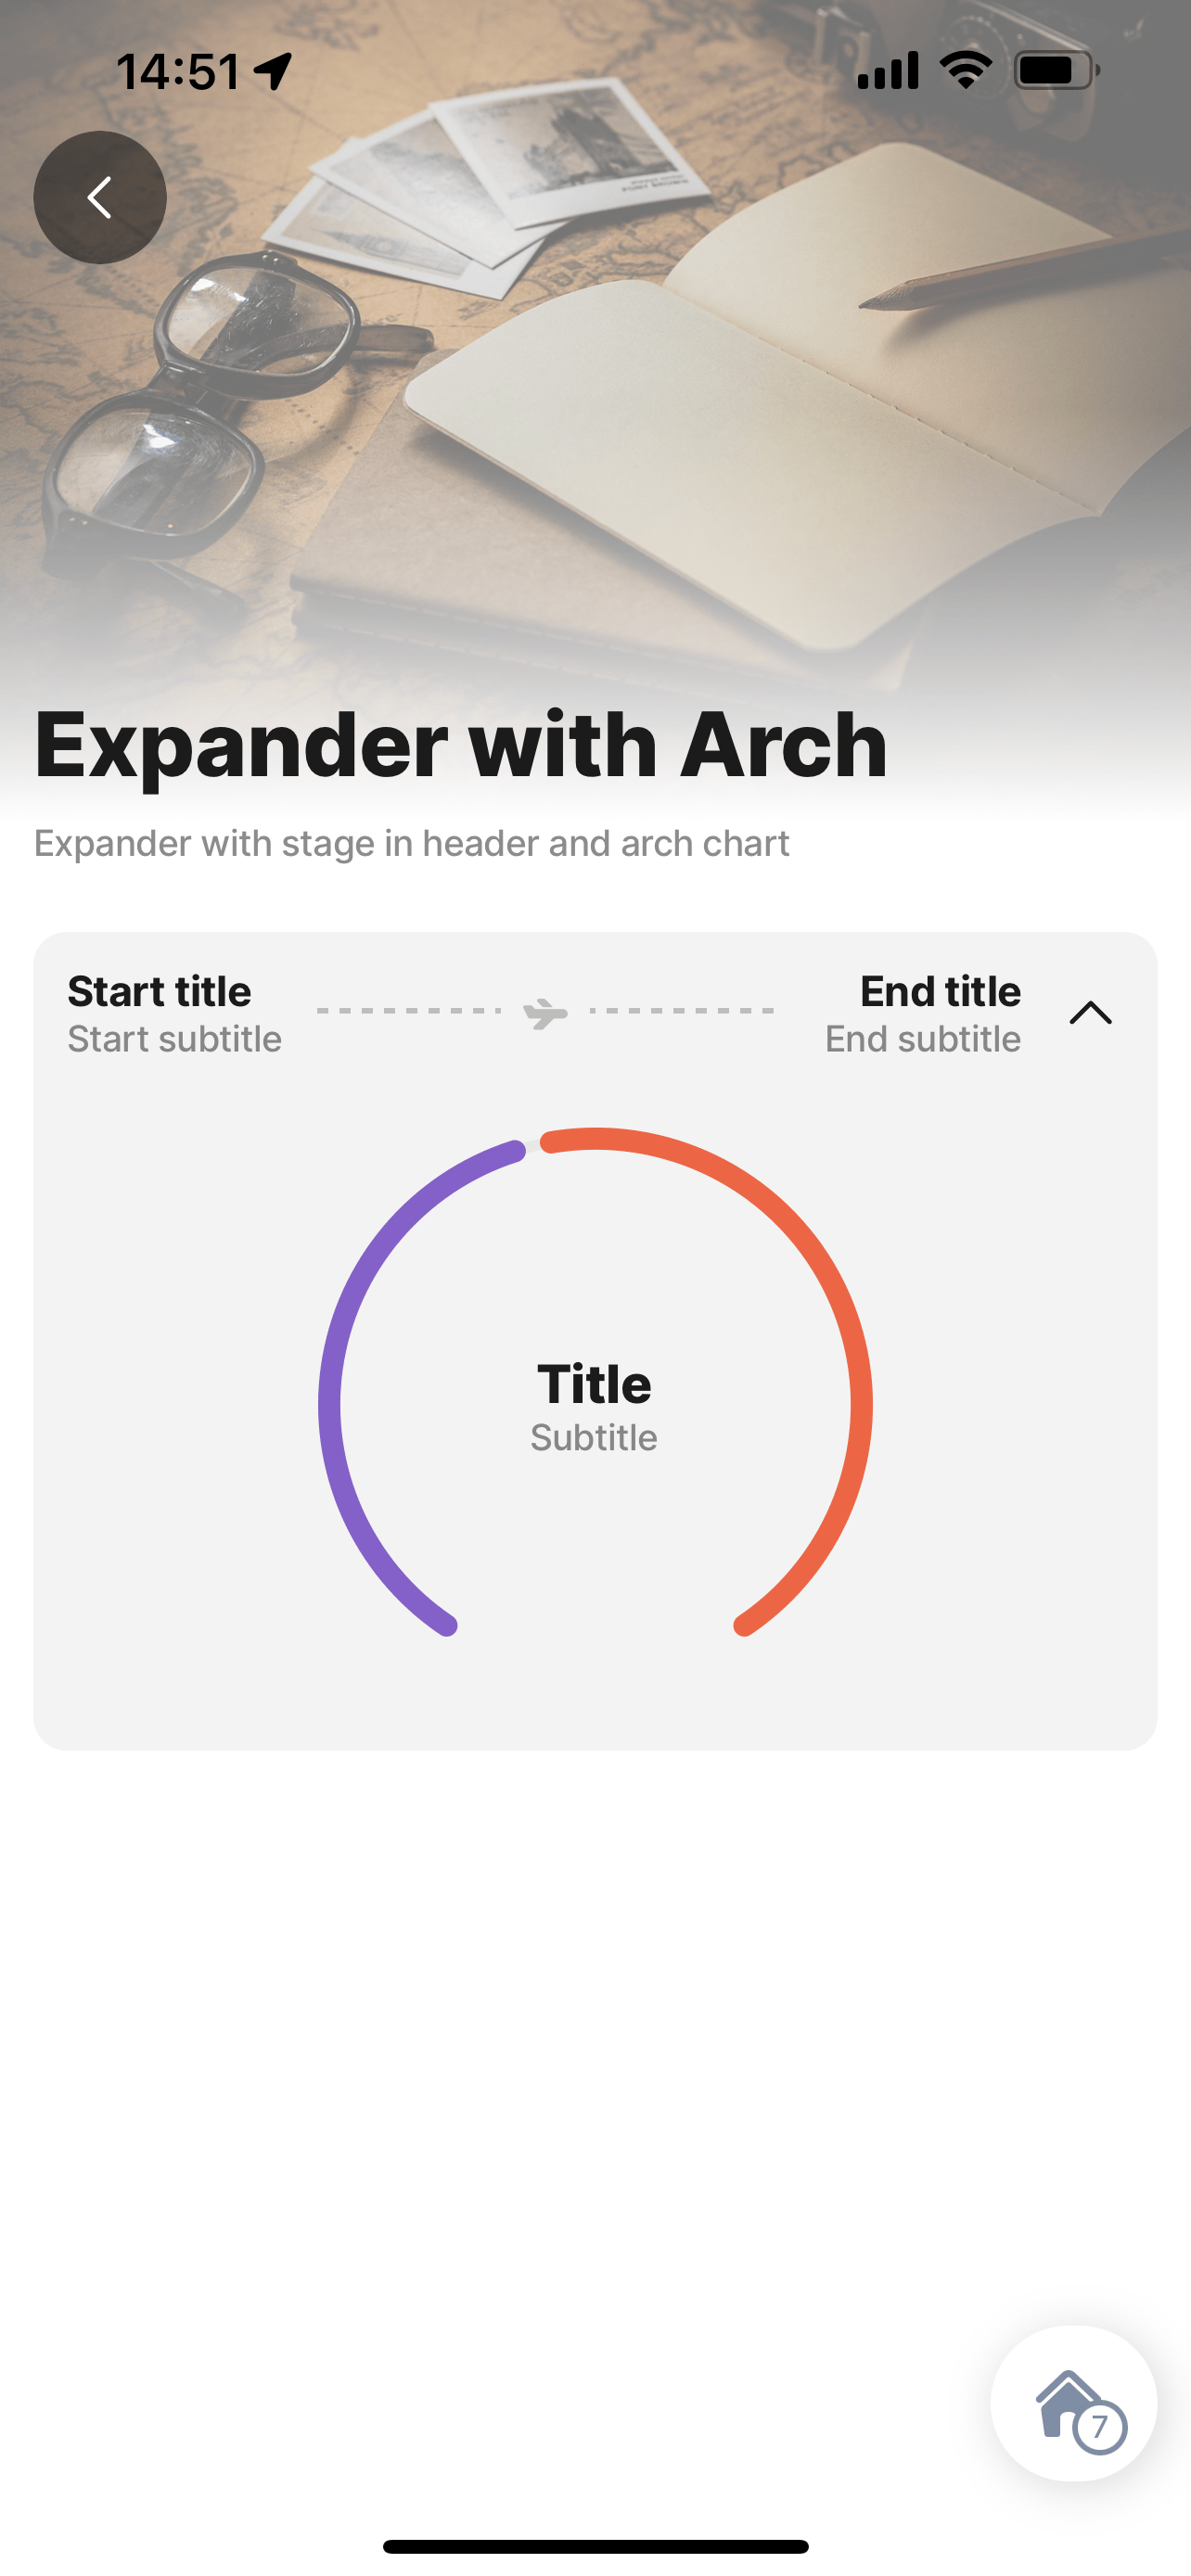 14:51
Expander with Arch
Expander with stage in header and arch chart
Start title
End title
Start subtitle
End subtitle
Title
Subtitle
7